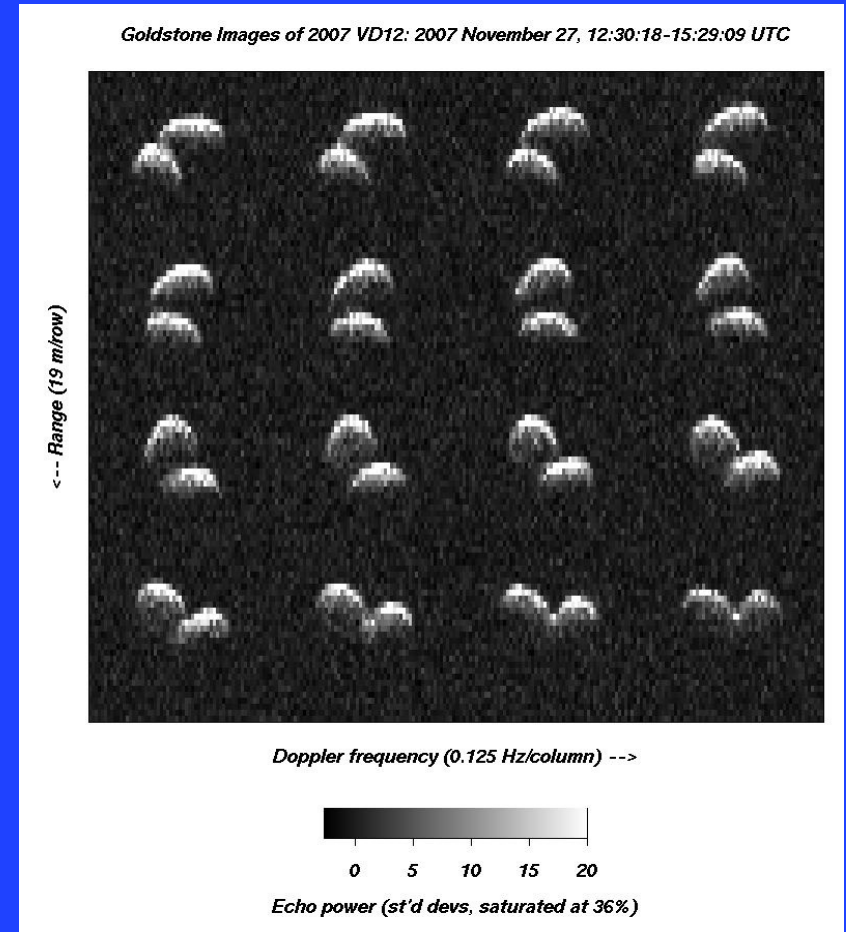 Goldstone Images of 2007 VD12: 2007 November 27, 12:30:18-15:29:09 UTC
<-- Range (19 m/row)
Doppler frequency (0.125 Hz/column) -->
0 5 10 15 20
Echo power (st'd devs, saturated at 36%)